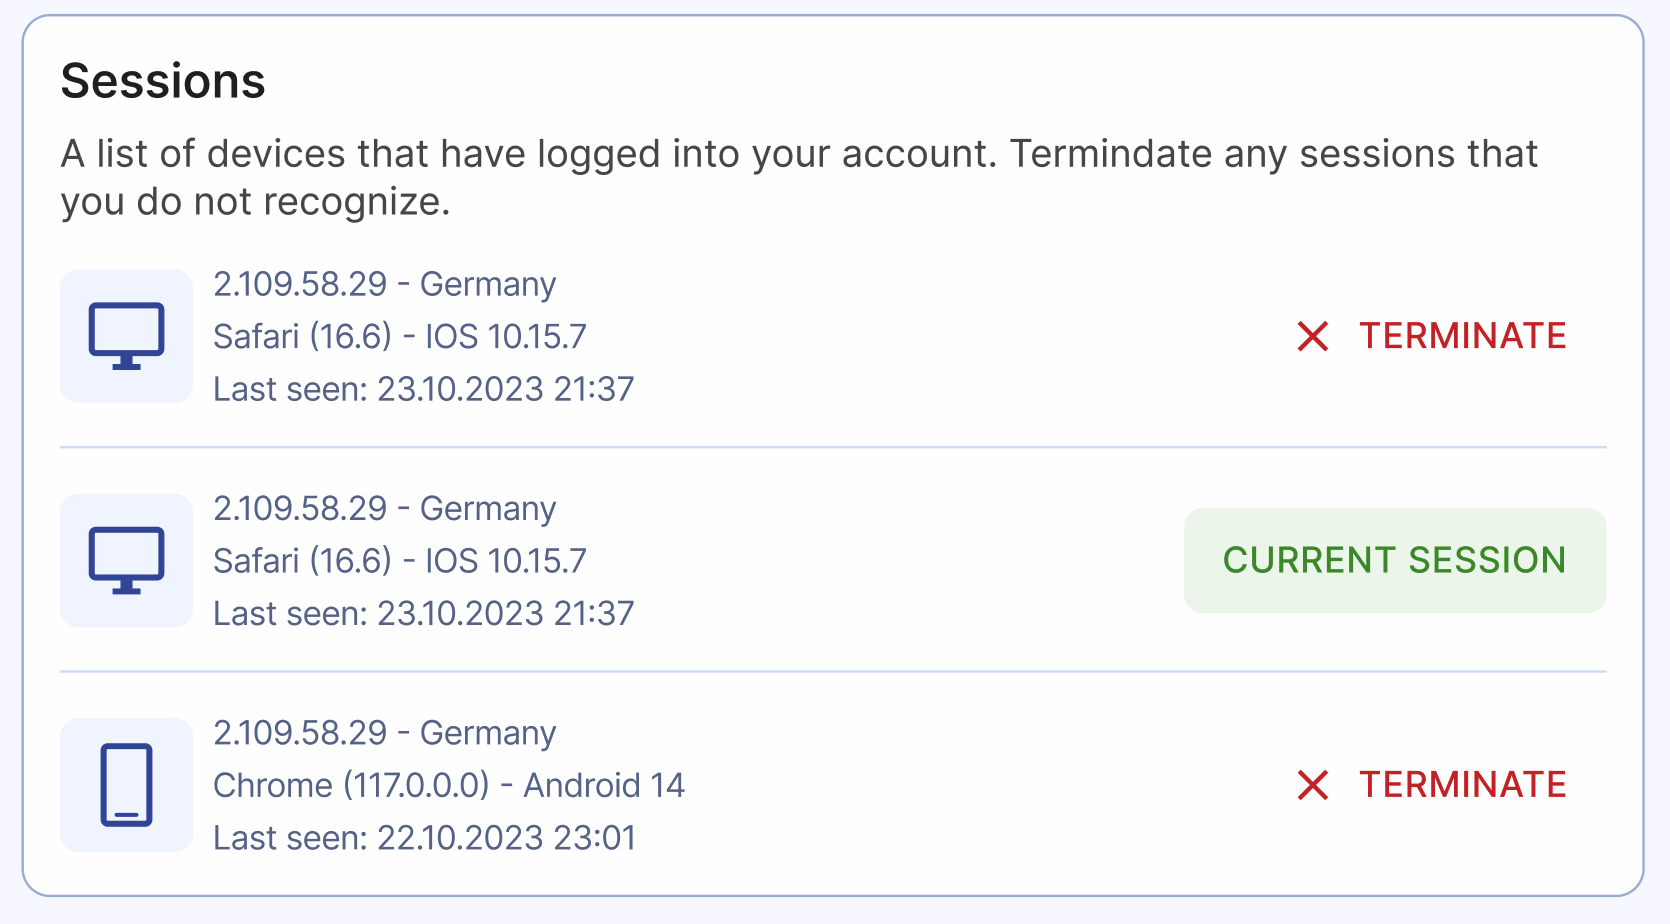 Sessions
A list of devices that have logged into your account. Termindate any sessions that
you do not recognize.
2.109.58.29 - Germany
Safari (16.6) - IOS 10.15.7
Last seen: 23.10.2023 21:37
TERMINATE
2.109.58.29 - Germany
Safari (16.6) - IOS 10.15.7
Last seen: 23.10.2023 21:37
CURRENT SESSION
2.109.58.29 - Germany
Chrome (117.0.0.0) - Android 14
Last seen: 22.10.2023 23:01
TERMINATE